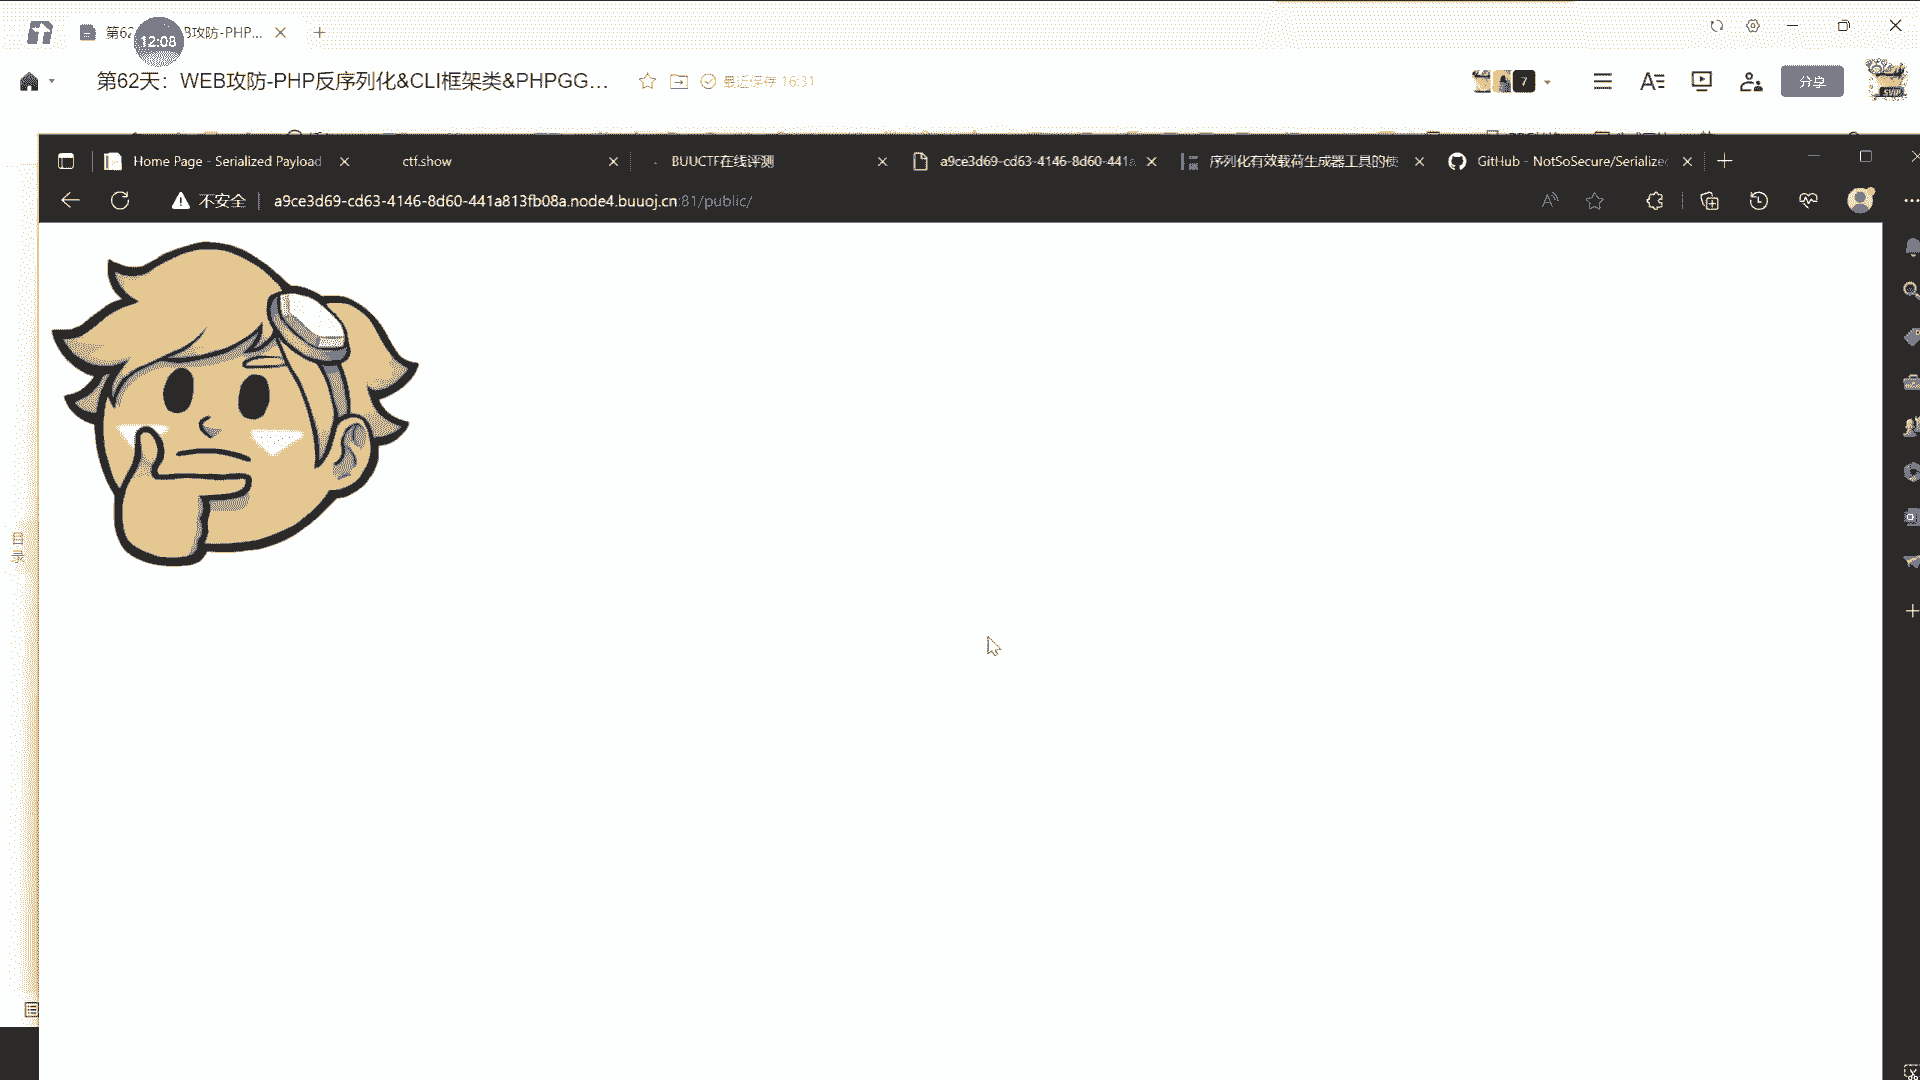 第62 B攻防-PHP...
12:08
第62天：WEB攻防-PHP反序列化&CLI框架类&PHPGG...
最近保存 16:31
7
分享
Home Page - Serialized Payload
ctf.show
BUUCTF在线评测
a9ce3d69-cd63-4146-8d60-441a
序列化有效载荷生成器工具的使
GitHub - NotSoSecure/Serialize
不安全
a9ce3d69-cd63-4146-8d60-441a813fb08a.node4.buuoj.cn:81/public/
目录
SVIP